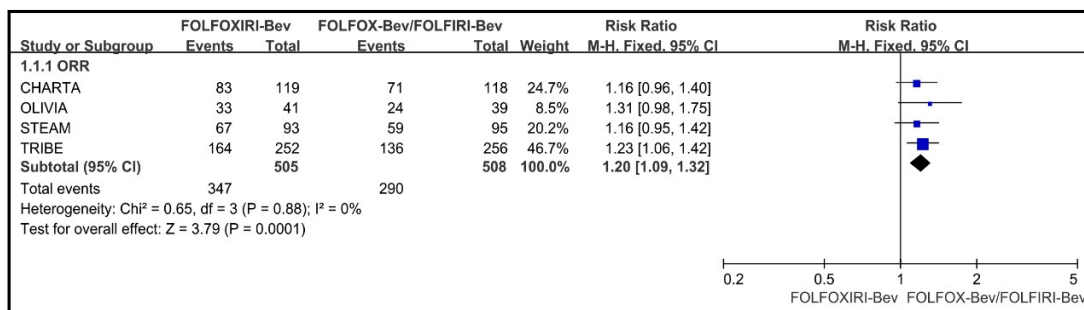 FOLFOXIRI-Bev FOLFOX-Bev/FOLFIRI-Bev Risk Ratio Risk Ratio
Study or Subgroup Events Total Events Total Weight M-H, Fixed, 95% CI M-H, Fixed, 95% CI
1.1.1 ORR
CHARTA 83 119 71 118 24.7% 1.16 [0.96, 1.40]
OLIVIA 33 41 24 39 8.5% 1.31 [0.98, 1.75]
STEAM 67 93 59 95 20.2% 1.16 [0.95, 1.42]
TRIBE 164 252 136 256 46.7% 1.23 [1.06, 1.42]
Subtotal (95% CI) 505 508 100.0% 1.20 [1.09, 1.32]
Total events 347 290
Heterogeneity: Chi² = 0.65, df = 3 (P = 0.88); I² = 0%
Test for overall effect: Z = 3.79 (P = 0.0001)
0.2 0.5 1 2 5
FOLFOXIRI-Bev FOLFOX-Bev/FOLFIRI-Bev